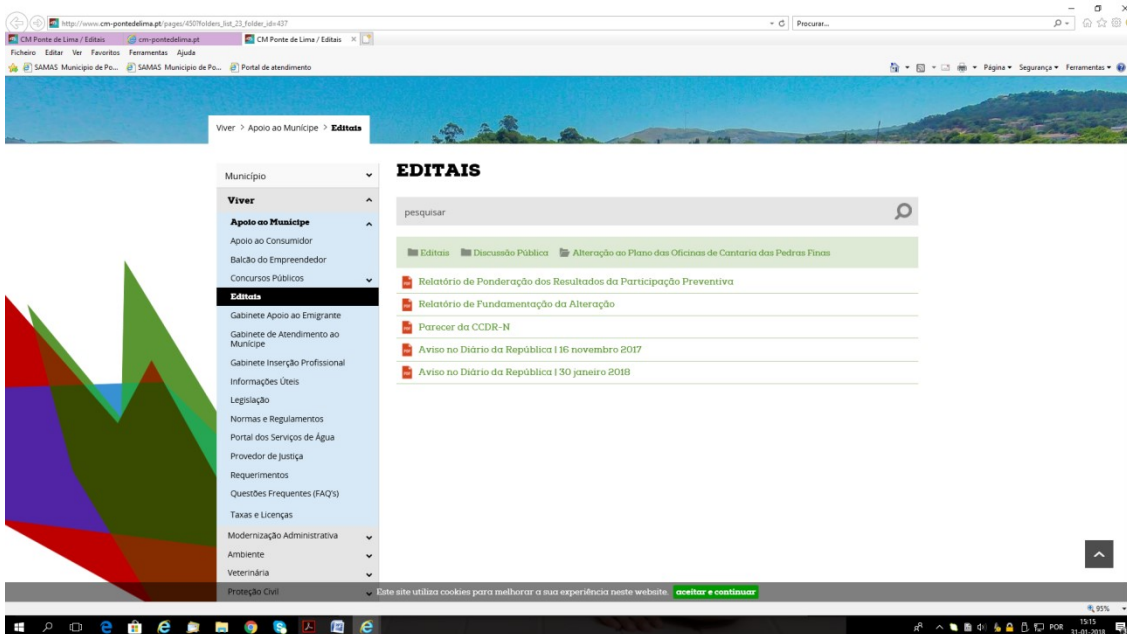 http://www.cm-pontedelima.pt/pages/450?folders_list_23_folder_id=437
Procurar...
CM Ponte de Lima / Editais
cm-pontedelima.pt
CM Ponte de Lima / Editais
Ficheiro Editar Ver Favoritos Ferramentas Ajuda
SAMAS Municipio de Po... SAMAS Municipio de Po... Portal de atendimento
Página Segurança Ferramentas
Viver > Apoio ao Munícipe > Editais
Município
Viver
Apoio ao Munícipe
Apoio ao Consumidor
Balcão do Empreendedor
Concursos Públicos
Editais
Gabinete Apoio ao Emigrante
Gabinete de Atendimento ao
Munícipe
Gabinete Inserção Profissional
Informações Úteis
Legislação
Normas e Regulamentos
Portal dos Serviços de Água
Provedor de Justiça
Requerimentos
Questões Frequentes (FAQ's)
Taxas e Licenças
Modernização Administrativa
Ambiente
Veterinária
Proteção Civil
EDITAIS
pesquisar
Editais Discussão Pública Alteração ao Plano das Oficinas de Cantaria das Pedras Finas
Relatório de Ponderação dos Resultados da Participação Preventiva
Relatório de Fundamentação da Alteração
Parecer da CCDR-N
Aviso no Diário da República | 16 novembro 2017
Aviso no Diário da República | 30 janeiro 2018
Este site utiliza cookies para melhorar a sua experiência neste website. aceitar e continuar
95%
POR
15:15
31-01-2018